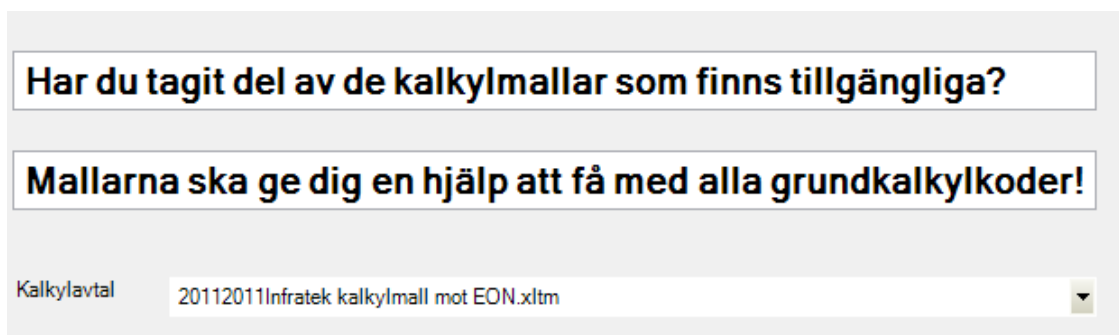 Har du tagit del av de kalkylmallar som finns tillgängliga?
Mallarna ska ge dig en hjälp att få med alla grundkalkylkoder!
Kalkylavtal 20112011Infratek kalkylmall mot EON.xltm